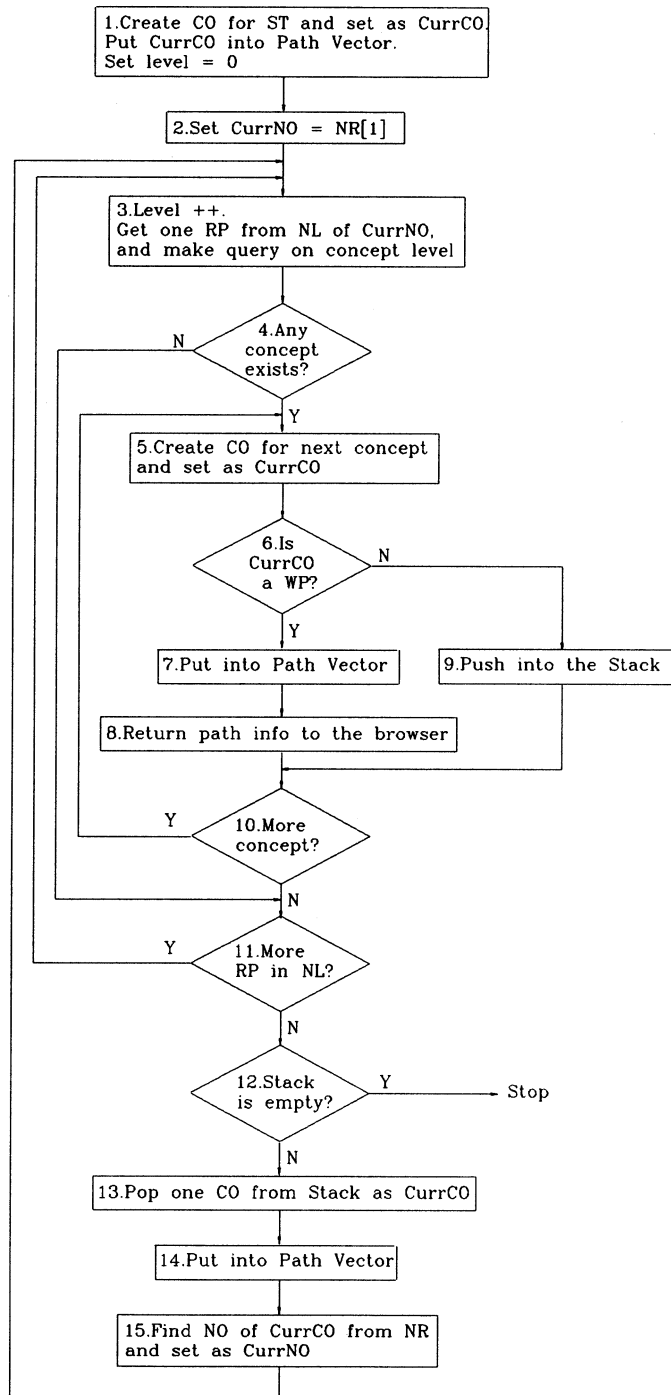 1.Create CO for ST and set as CurrCO.
Put CurrCO into Path Vector.
Set level = 0
2.Set CurrNO = NR[1]
3.Level ++.
Get one RP from NL of CurrNO,
and make query on concept level
4.Any
concept
exists?
N
Y
5.Create CO for next concept
and set as CurrCO
6.Is
CurrCO
a WP?
N
Y
7.Put into Path Vector
9.Push into the Stack
8.Return path info to the browser
10.More
concept?
Y
N
11.More
RP in NL?
Y
N
12.Stack
is empty?
Y
Stop
N
13.Pop one CO from Stack as CurrCO
14.Put into Path Vector
15.Find NO of CurrCO from NR
and set as CurrNO